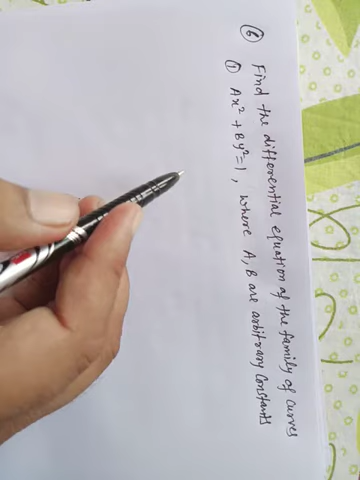 ⑥ Find the differential equation of the family of curves
① Ax² + By² = 1, where A, B are arbitrary constants